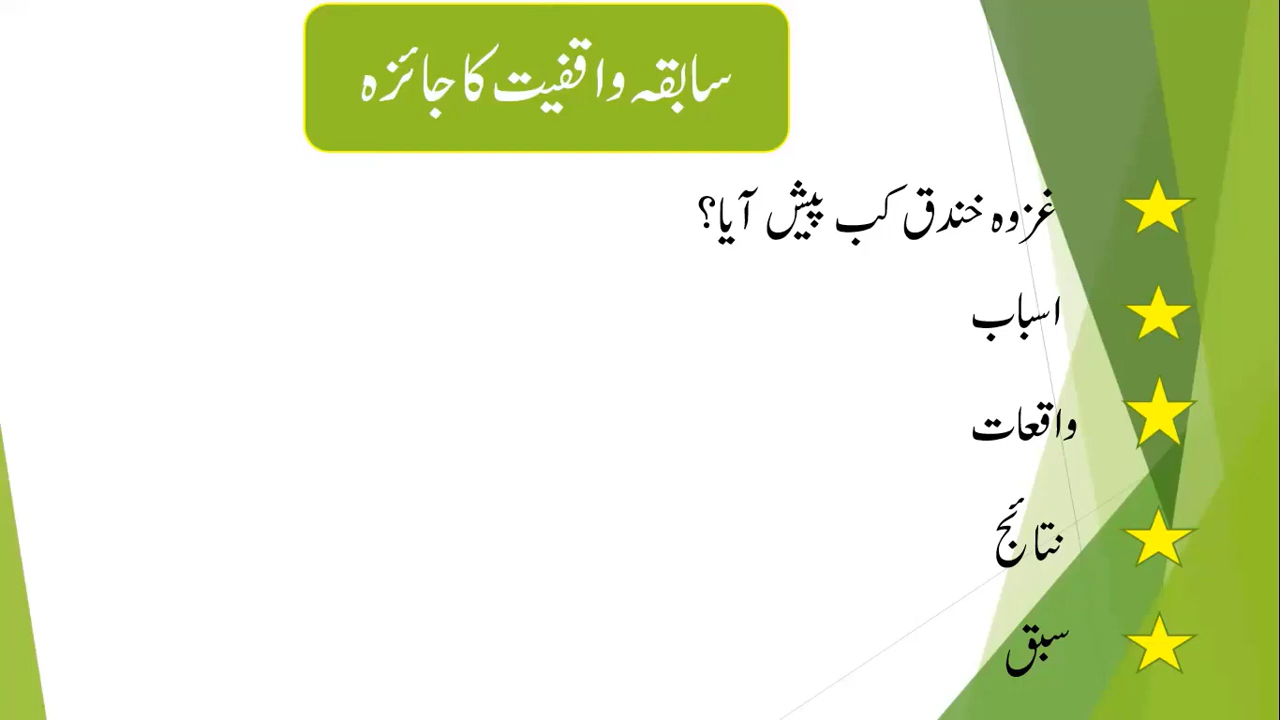 سابقہ واقفیت کا جائزہ
غزوہ خندق کب پیش آیا؟
اسباب
واقعات
نتائج
سبق